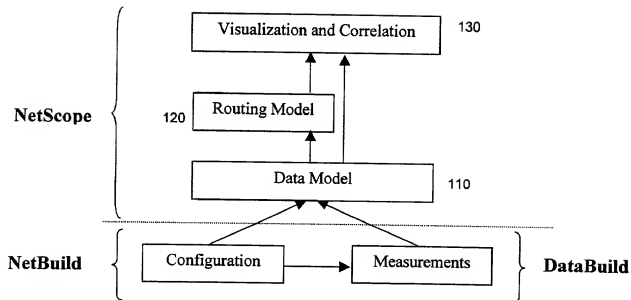 Visualization and Correlation 130
Routing Model
NetScope 120
Data Model 110
NetBuild Configuration Measurements DataBuild